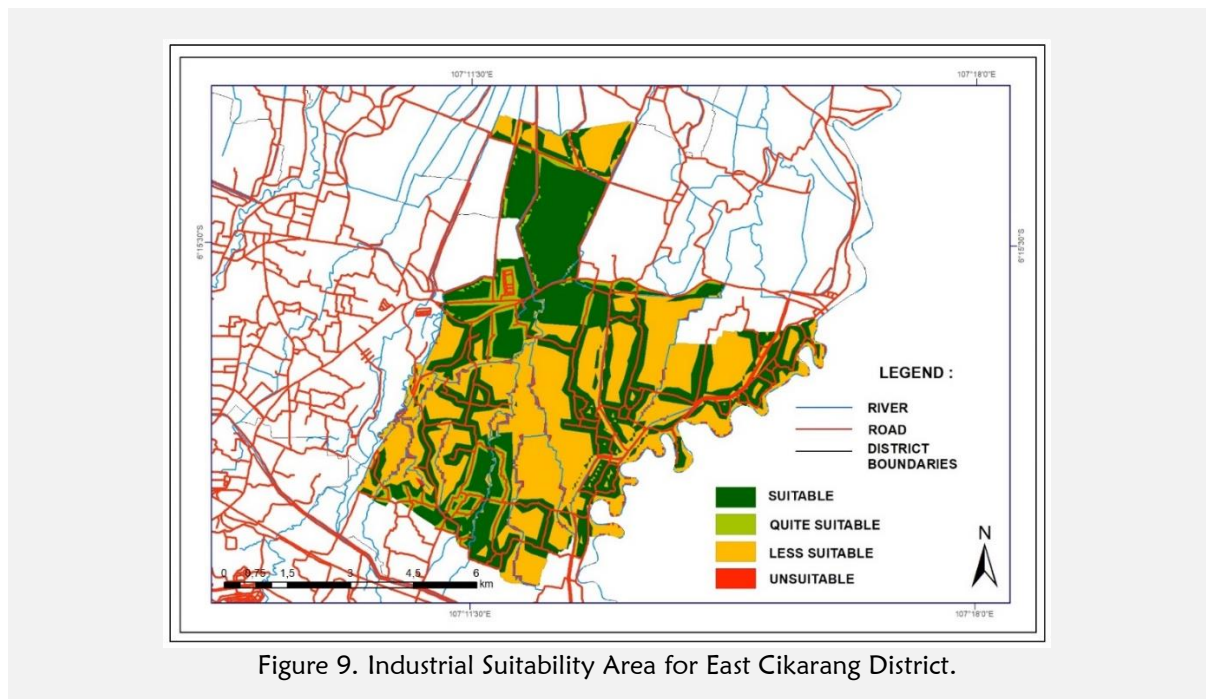 107°11'30"E
107°18'0"E
6°15'30"S
6°15'30"S
LEGEND :
RIVER
ROAD
DISTRICT
BOUNDARIES
SUITABLE
QUITE SUITABLE
LESS SUITABLE
UNSUITABLE
N
0 0,75 1,5 3 4,5 6
km
107°11'30"E
107°18'0"E
Figure 9. Industrial Suitability Area for East Cikarang District.